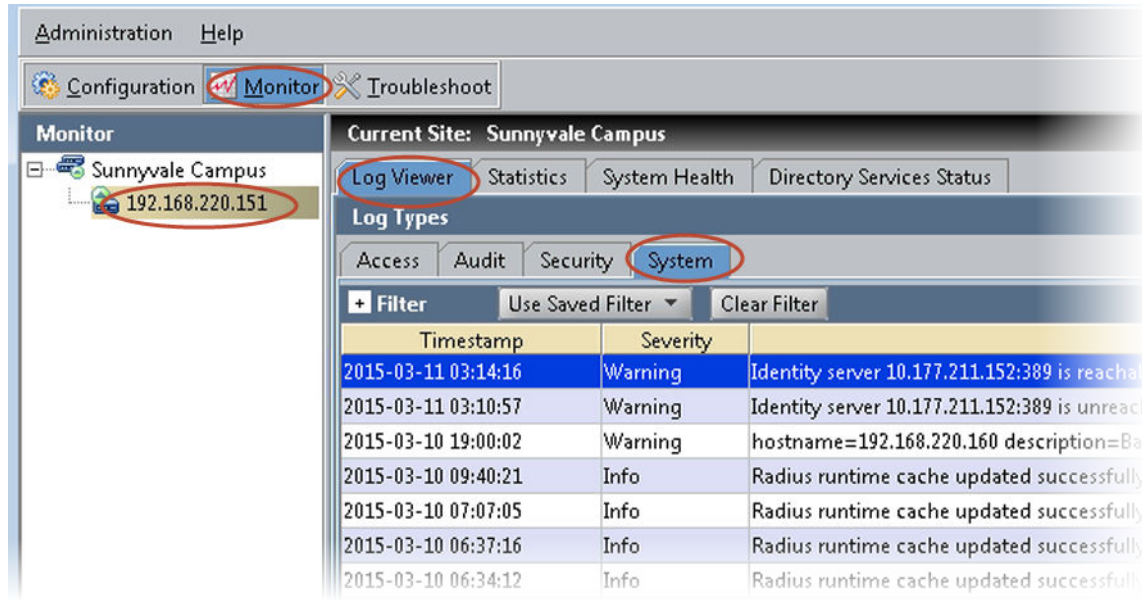 Administration Help
Configuration Monitor Troubleshoot
Monitor
Sunnyvale Campus
192.168.220.151
Current Site: Sunnyvale Campus
Log Viewer Statistics System Health Directory Services Status
Log Types
Access Audit Security System
+ Filter Use Saved Filter Clear Filter
Timestamp Severity
2015-03-11 03:14:16 Warning Identity server 10.177.211.152:389 is
2015-03-11 03:10:57 Warning Identity server 10.177.211.152:389 is
2015-03-10 19:00:02 Warning hostname=192.168.220.160
2015-03-10 09:40:21 Info Radius runtime cache updated successfully
2015-03-10 07:07:05 Info Radius runtime cache updated successfully
2015-03-10 06:37:16 Info Radius runtime cache updated successfully
2015-03-10 06:34:12 Info Radius runtime cache updated successfully